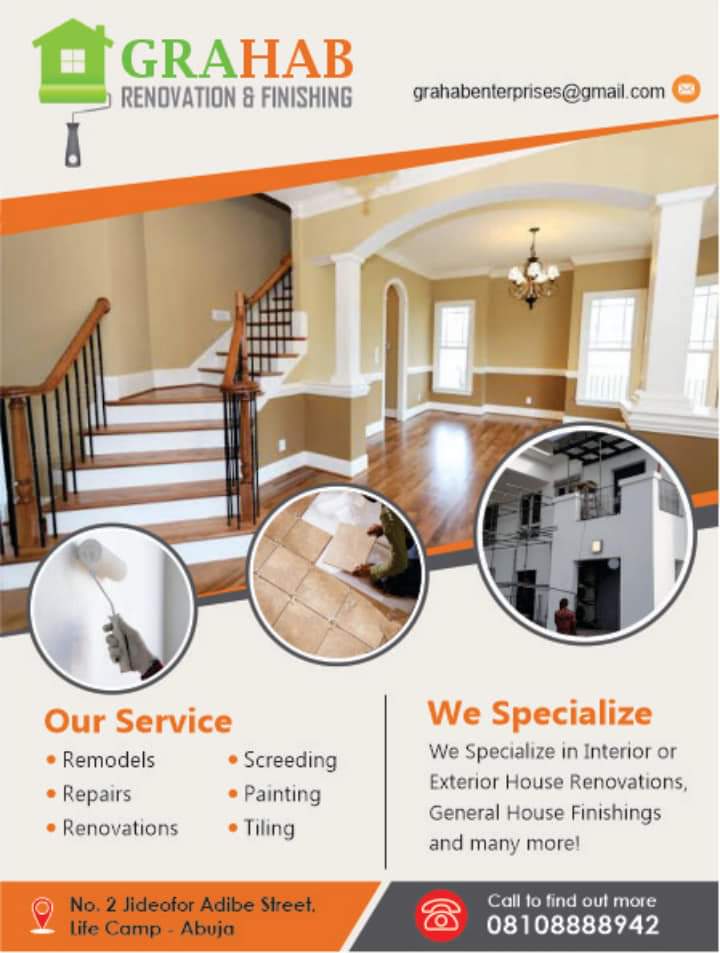 GRAHAB
RENOVATION & FINISHING
grahabenterprises@gmail.com
Our Service
• Remodels
• Repairs
• Renovations
• Screeding
• Painting
• Tiling
We Specialize
We Specialize in Interior or
Exterior House Renovations,
General House Finishings
and many more!
No. 2 Jideofor Adibe Street,
Life Camp - Abuja
Call to find out more
08108888942